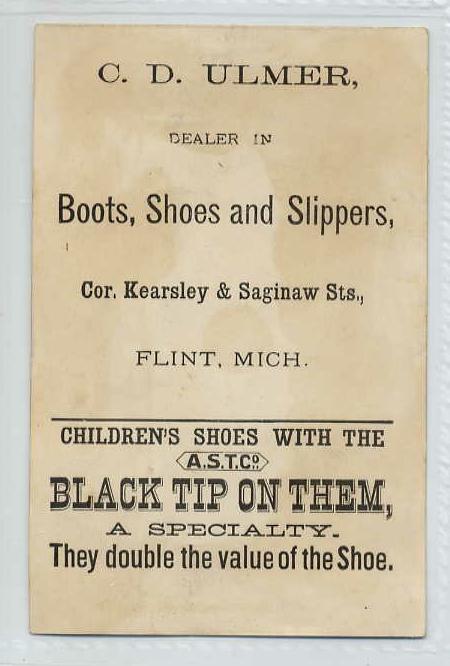 C. D. ULMER,
DEALER IN
Boots, Shoes and Slippers,
Cor. Kearsley & Saginaw Sts.,
FLINT, MICH.
CHILDREN'S SHOES WITH THE
A.S.T.Co.
BLACK TIP ON THEM,
A SPECIALTY.
They double the value of the Shoe.